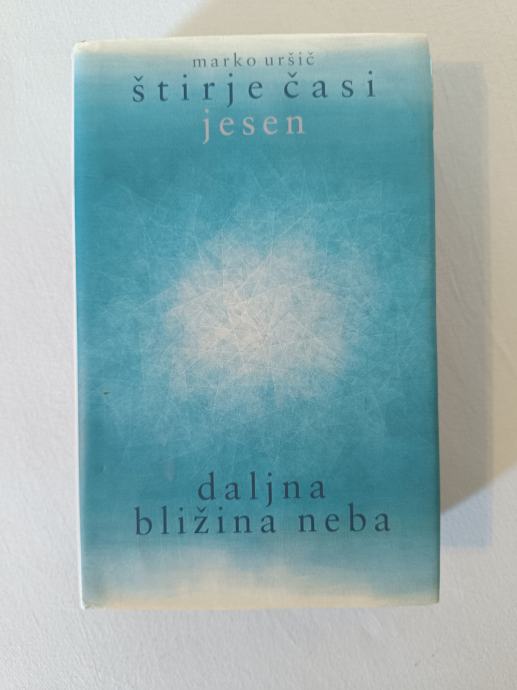 marko uršič
štirje časi
jesen
daljna
bližina neba